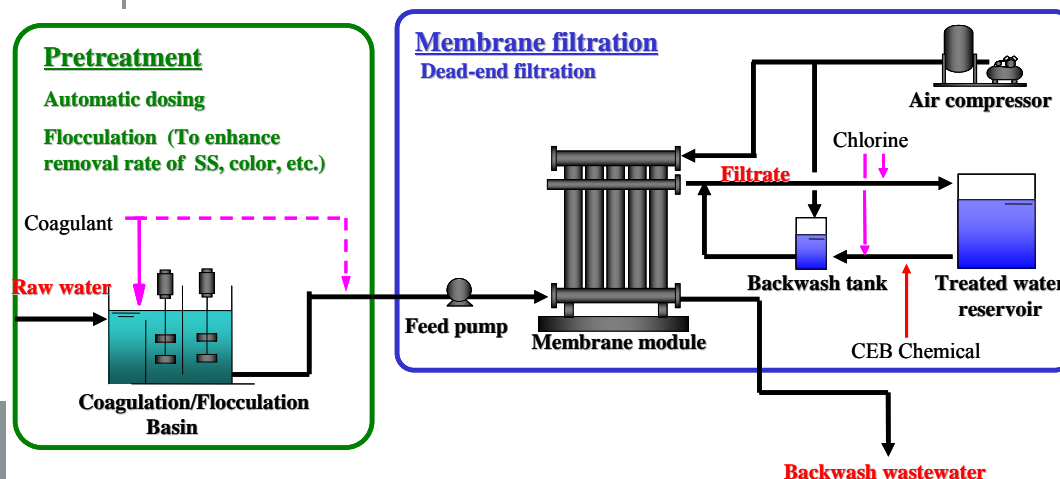 Pretreatment
Automatic dosing
Flocculation (To enhance
removal rate of SS, color, etc.)
Coagulant
Raw water
Coagulation/Flocculation
Basin
Membrane filtration
Dead-end filtration
Air compressor
Chlorine
Filtrate
Backwash tank
Treated water
reservoir
Feed pump
Membrane module
CEB Chemical
Backwash wastewater